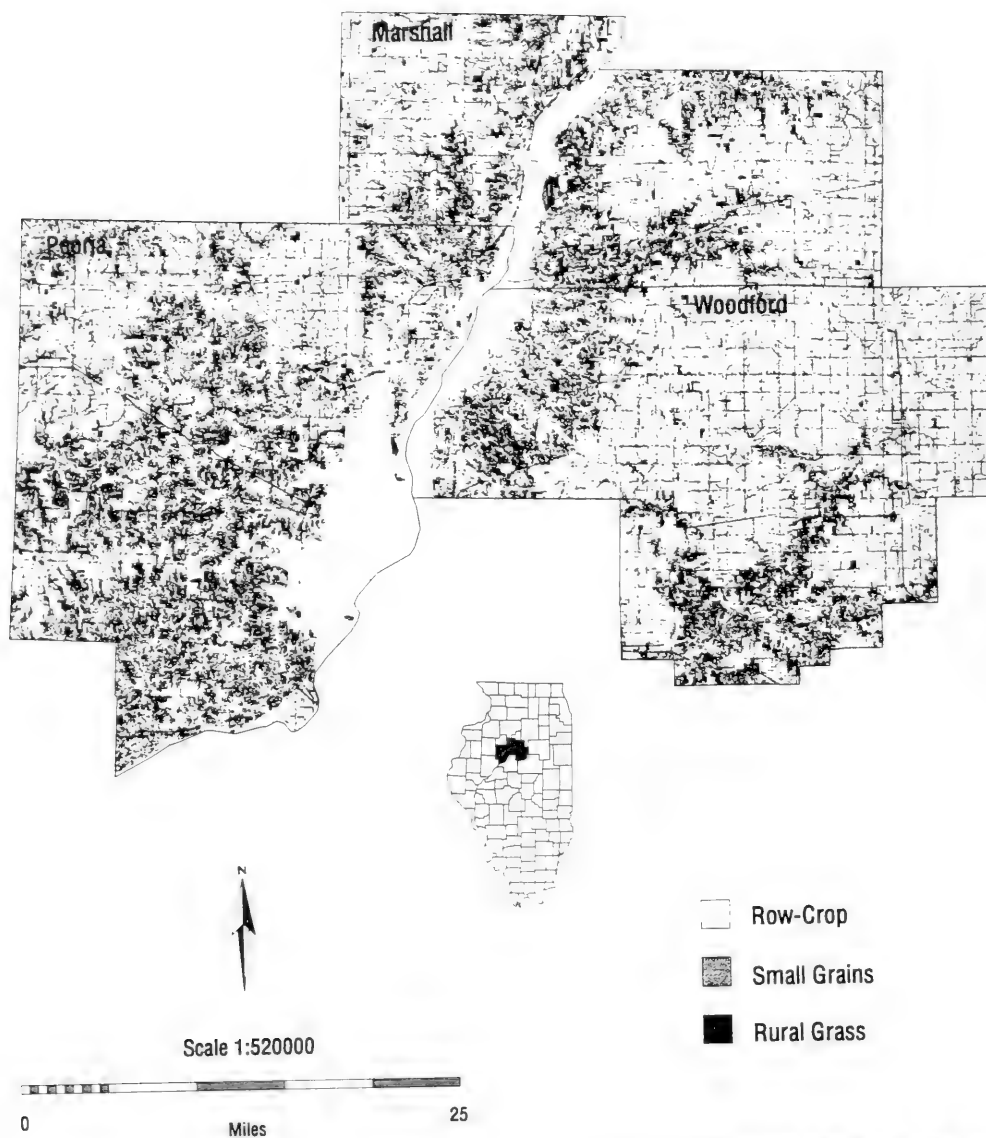 Marshall
Peoria
Woodford
N
Row-Crop
Small Grains
Rural Grass
Scale 1:520000
0
25
Miles